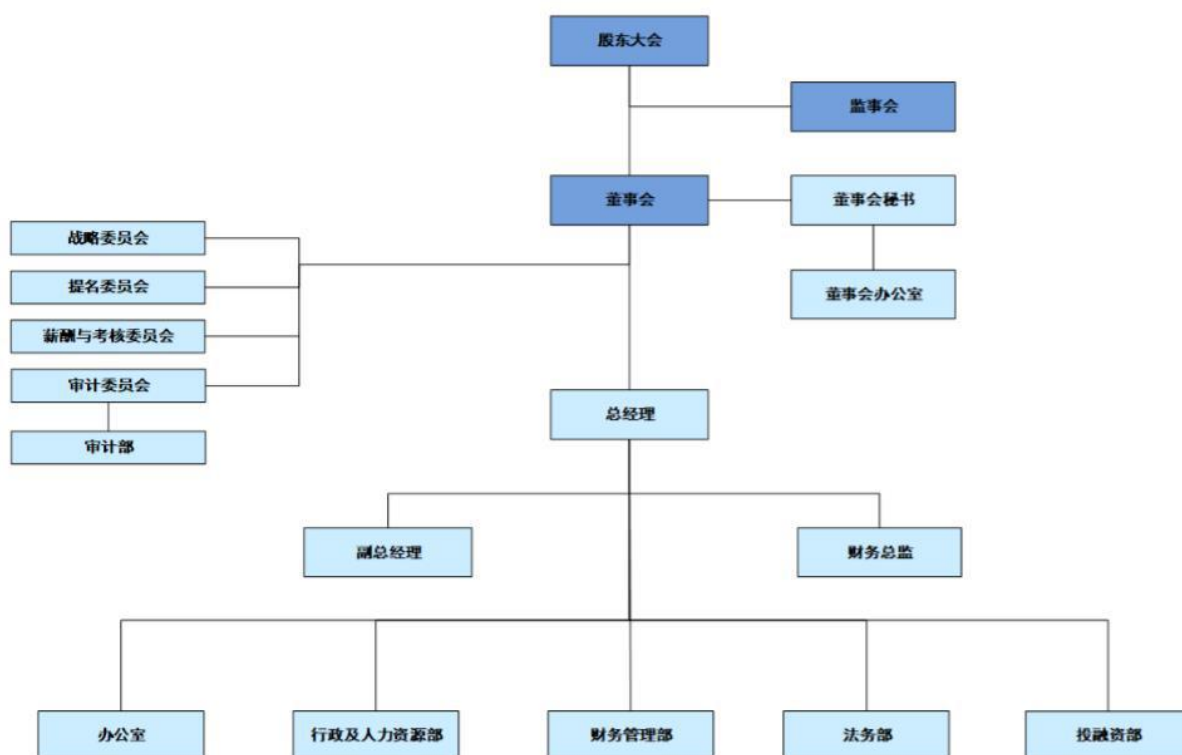 股东大会
监事会
董事会
董事会秘书
战略委员会
提名委员会
董事会办公室
薪酬与考核委员会
审计委员会
总经理
审计部
副总经理
财务总监
办公室
行政及人力资源部
财务管理部
法务部
投融资部